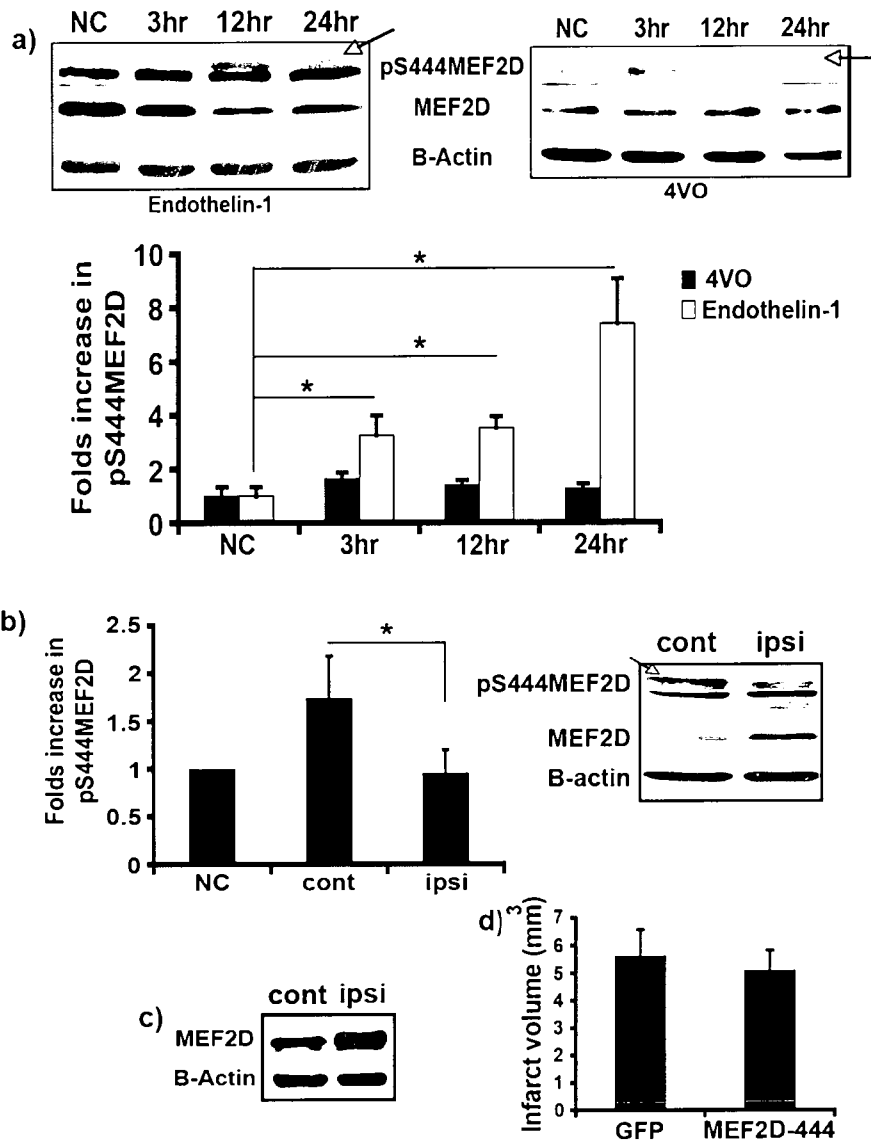 a)
NC 3hr 12hr 24hr
NC 3hr 12hr 24hr
pS444MEF2D
MEF2D
B-Actin
Endothelin-1
4VO
Folds increase in
pS444MEF2D
10
8
6
4
2
0
* * *
4VO
Endothelin-1
NC 3hr 12hr 24hr
b)
Folds increase in
pS444MEF2D
2.5
2
1.5
1
0.5
0
*
NC cont ipsi
cont ipsi
pS444MEF2D
MEF2D
B-actin
c)
cont ipsi
MEF2D
B-Actin
d)
Infarct volume (mm)3
7
6
5
4
3
2
1
0
GFP MEF2D-444